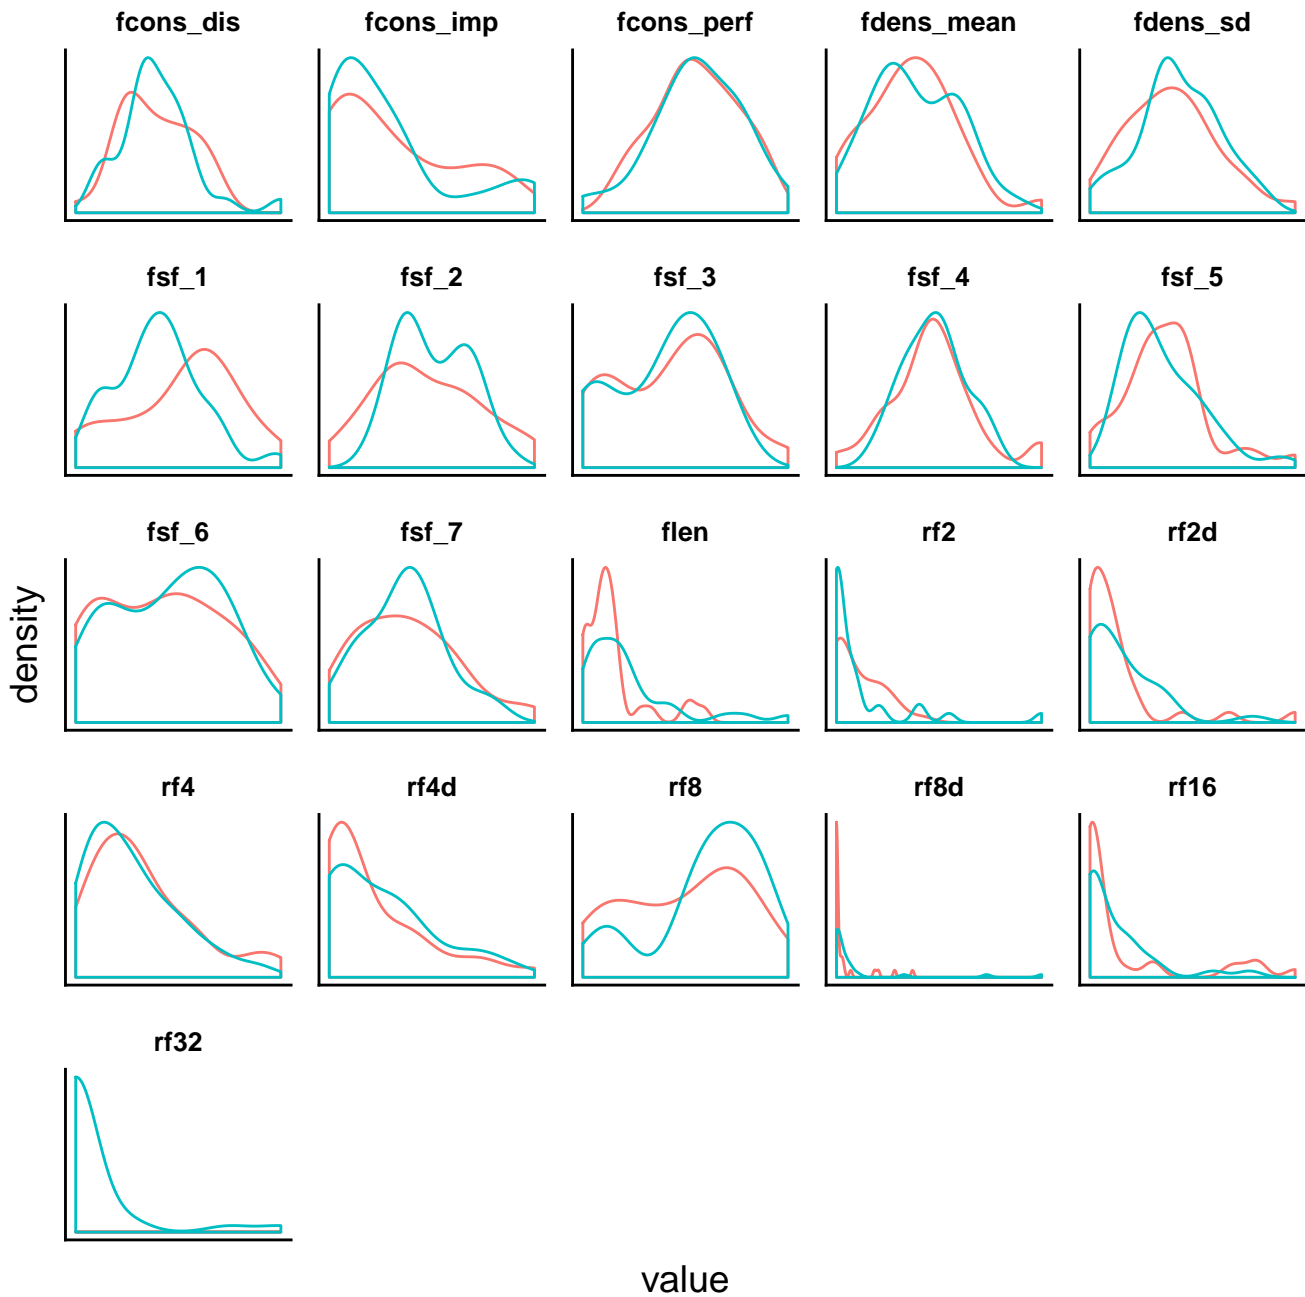 fcons_dis fcons_imp fcons_perf fdens_mean fdens_sd
fsf_1 fsf_2 fsf_3 fsf_4 fsf_5
fsf_6 fsf_7 flen rf2 rf2d
rf4 rf4d rf8 rf8d rf16
rf32
density
value